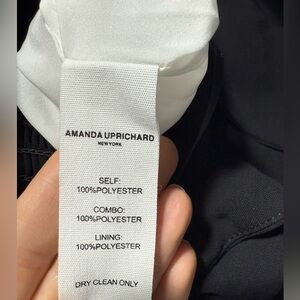 AMANDA UPRICHARD
NEW YORK
SELF:
100%POLYESTER
COMBO:
100%POLYESTER
LINING:
100%POLYESTER
DRY CLEAN ONLY